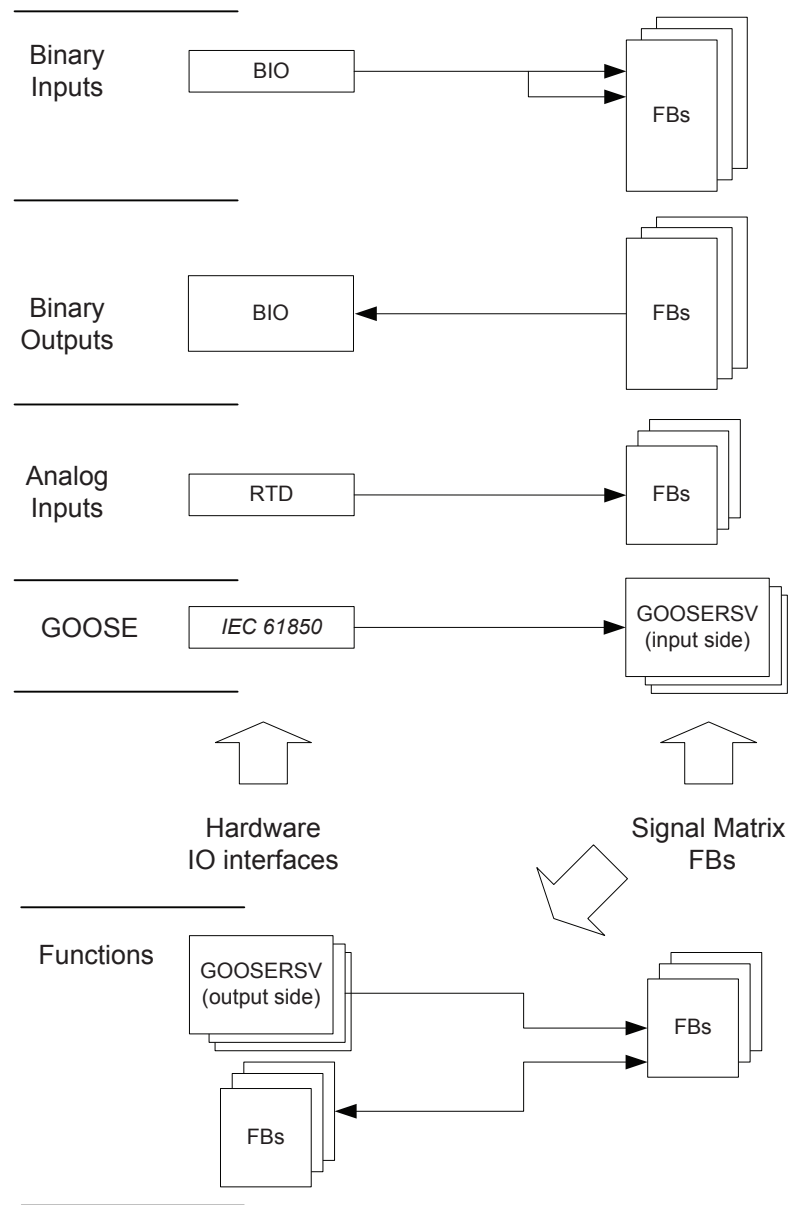 Binary
Inputs
BIO
FBs
Binary
Outputs
BIO
FBs
Analog
Inputs
RTD
FBs
GOOSE
IEC 61850
GOOSERSV
(input side)
Hardware
IO interfaces
Signal Matrix
FBs
Functions
GOOSERSV
(output side)
FBs
FBs